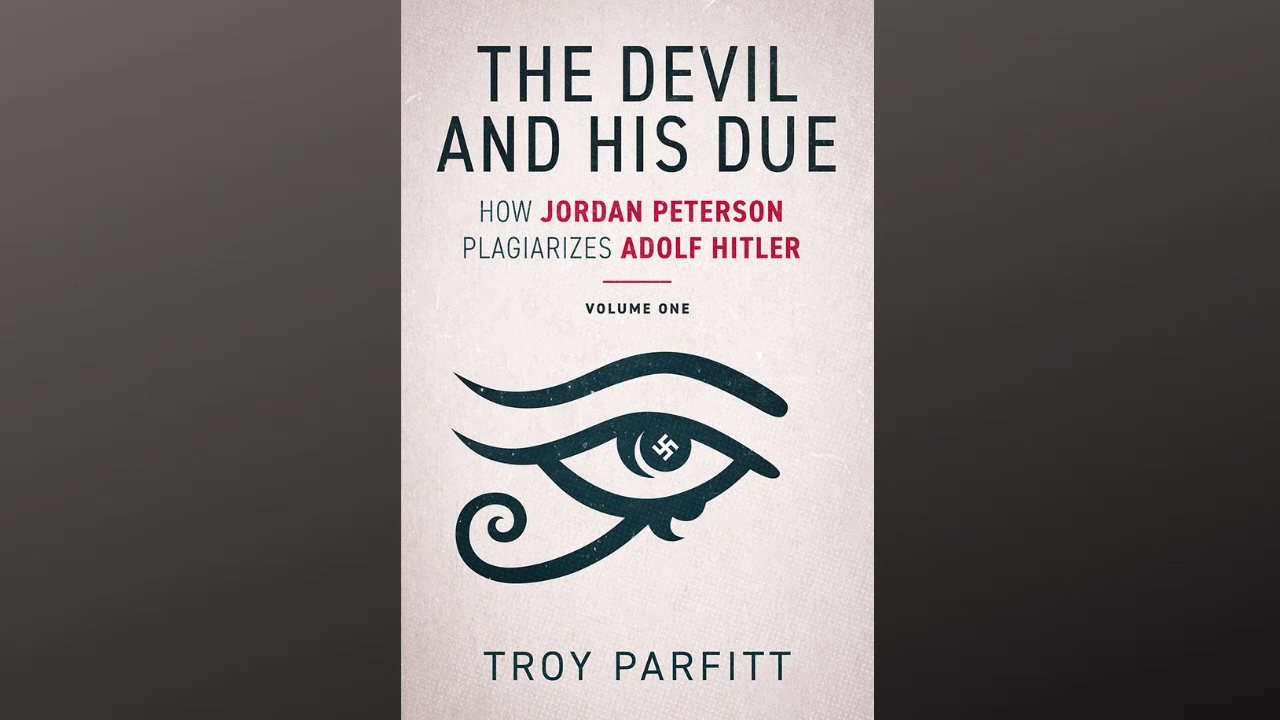 THE DEVIL
AND HIS DUE
HOW JORDAN PETERSON
PLAGIARIZES ADOLF HITLER
VOLUME ONE
TROY PARFITT